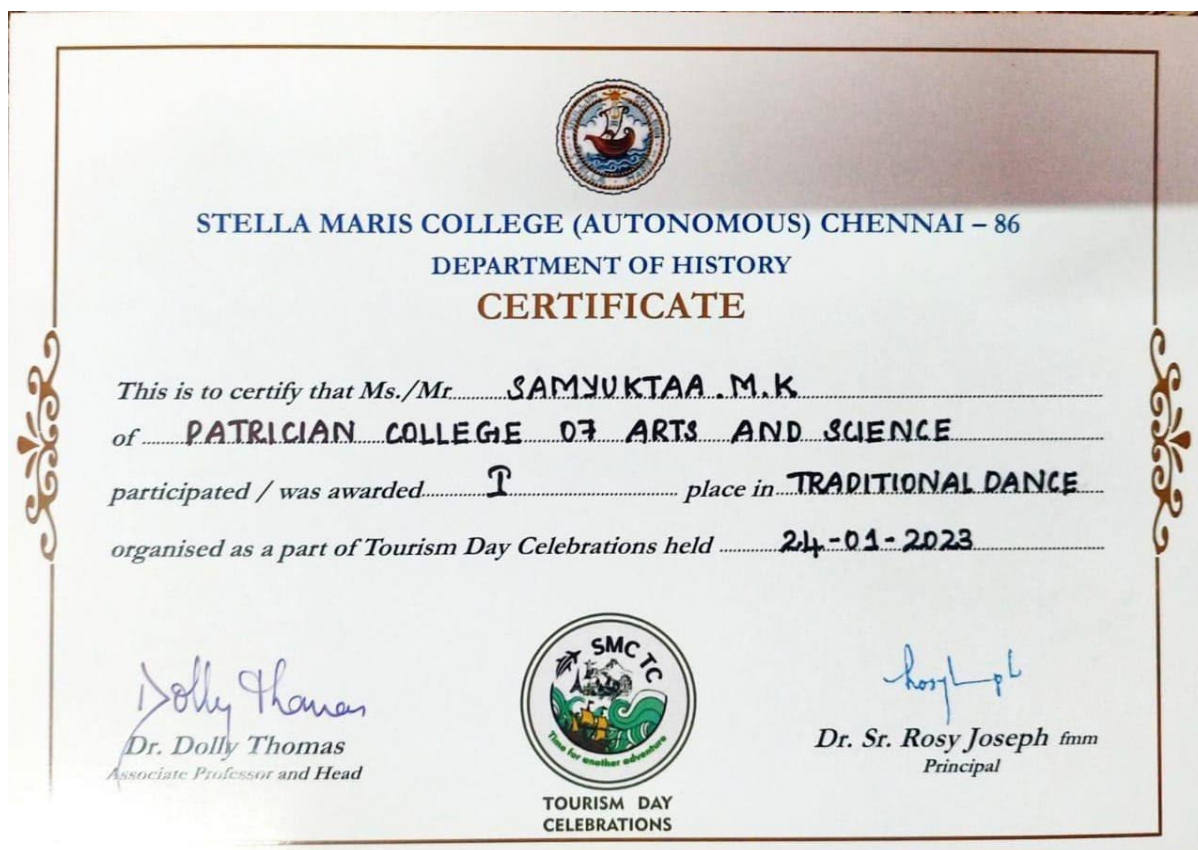 STELLA MARIS COLLEGE (AUTONOMOUS) CHENNAI – 86
DEPARTMENT OF HISTORY
CERTIFICATE
This is to certify that Ms./Mr. SAMYUKTAA .M.K
of PATRICIAN COLLEGE OF ARTS AND SCIENCE
participated / was awarded I place in TRADITIONAL DANCE
organised as a part of Tourism Day Celebrations held 24-01-2023
SMC TC
Time for another adventure
Dolly Thomas
Dr. Dolly Thomas
Associate Professor and Head
Dr. Sr. Rosy Joseph fmm
Principal
TOURISM DAY
CELEBRATIONS